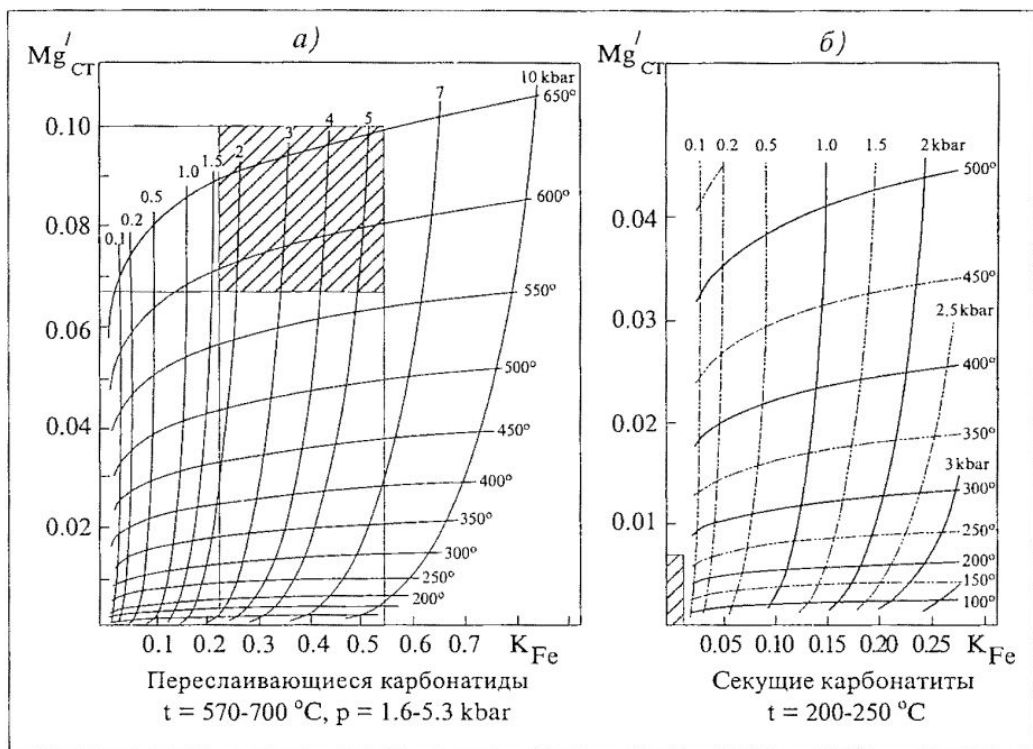 а) б)
Mg′CT
Mg′CT
10 kbar
7
650°
0.10
5
4
3
2
1.5
1.0
0.5
0.2
0.1
600°
0.08
550°
0.06
500°
450°
0.04
400°
350°
0.02
300°
250°
200°
0.1 0.2 0.3 0.4 0.5 0.6 0.7 KFe
Переслаивающиеся карбонатиды
t = 570-700 °C, p = 1.6-5.3 kbar
0.1 0.2 0.5 1.0 1.5 2 kbar
500°
0.04
450°
0.03
2.5 kbar
400°
0.02
350°
3 kbar
300°
0.01
250°
200°
150°
100°
0.05 0.10 0.15 0.20 0.25 KFe
Секущие карбонатиты
t = 200-250 °C